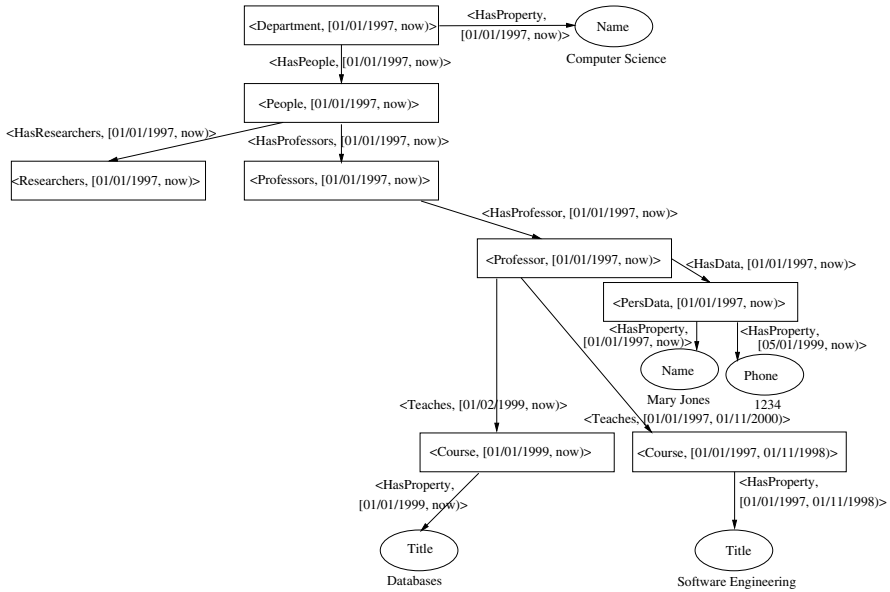 <Department, [01/01/1997, now)>
<HasProperty,
[01/01/1997, now)>
Name
Computer Science
<HasPeople, [01/01/1997, now)>
<People, [01/01/1997, now)>
<HasResearchers, [01/01/1997, now)>
<HasProfessors, [01/01/1997, now)>
<Researchers, [01/01/1997, now)>
<Professors, [01/01/1997, now)>
<HasProfessor, [01/01/1997, now)>
<Professor, [01/01/1997, now)>
<HasData, [01/01/1997, now)>
<PersData, [01/01/1997, now)>
<HasProperty,
[01/01/1997, now)>
<HasProperty,
[05/01/1999, now)>
Name
Mary Jones
Phone
1234
<Teaches, [01/02/1999, now)>
<Teaches, [01/01/1997, 01/11/2000)>
<Course, [01/01/1999, now)>
<Course, [01/01/1997, 01/11/1998)>
<HasProperty,
[01/01/1999, now)>
<HasProperty,
[01/01/1997, 01/11/1998)>
Title
Databases
Title
Software Engineering